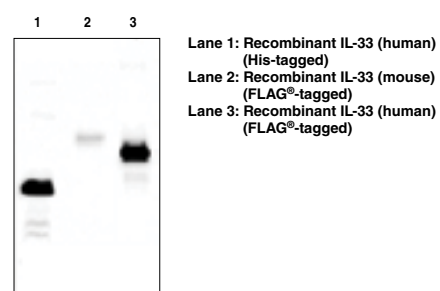 1 2 3
Lane 1: Recombinant IL-33 (human)
(His-tagged)
Lane 2: Recombinant IL-33 (mouse)
(FLAG®-tagged)
Lane 3: Recombinant IL-33 (human)
(FLAG®-tagged)